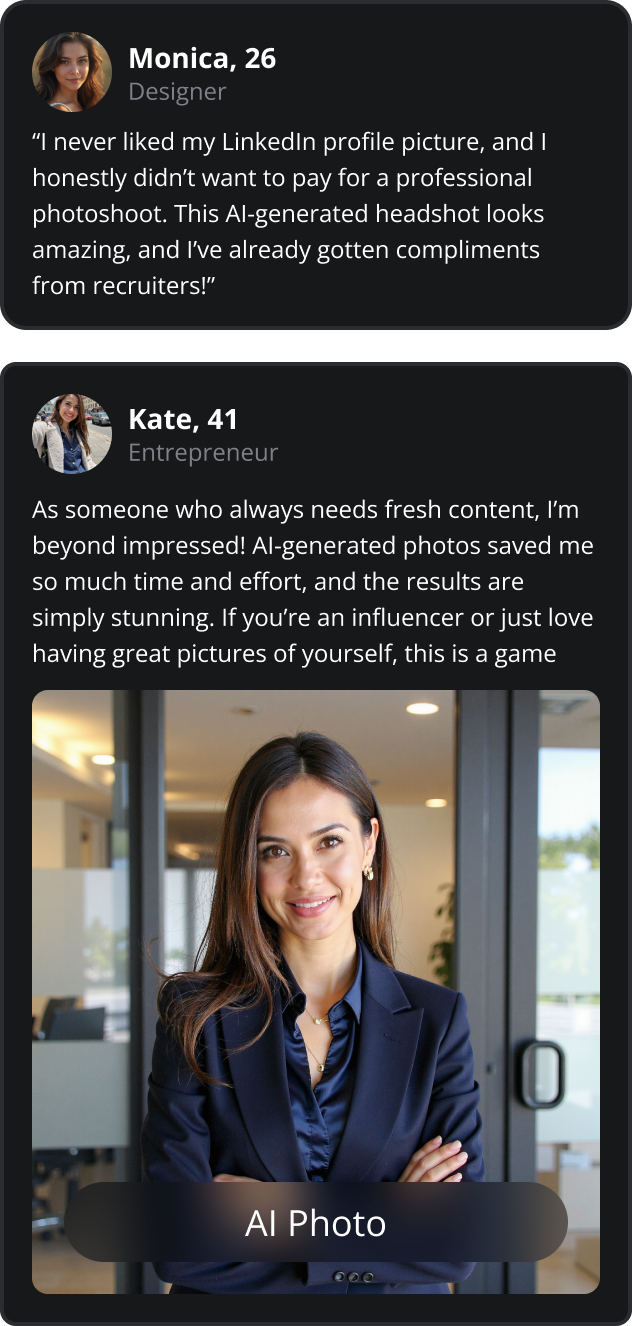 Monica, 26
Designer
“I never liked my LinkedIn profile picture, and I
honestly didn’t want to pay for a professional
photoshoot. This AI-generated headshot looks
amazing, and I’ve already gotten compliments
from recruiters!”
Kate, 41
Entrepreneur
As someone who always needs fresh content, I’m
beyond impressed! AI-generated photos saved me
so much time and effort, and the results are
simply stunning. If you’re an influencer or just love
having great pictures of yourself, this is a game
AI Photo